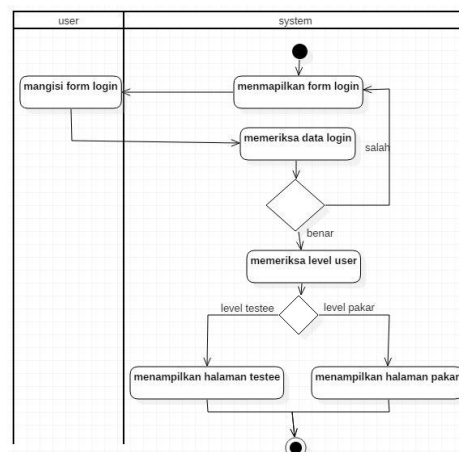 user
system
mangisi form login
menmapilkan form login
memeriksa data login
salah
benar
memeriksa level user
level testee
level pakar
menampilkan halaman testee
menampilkan halaman pakar